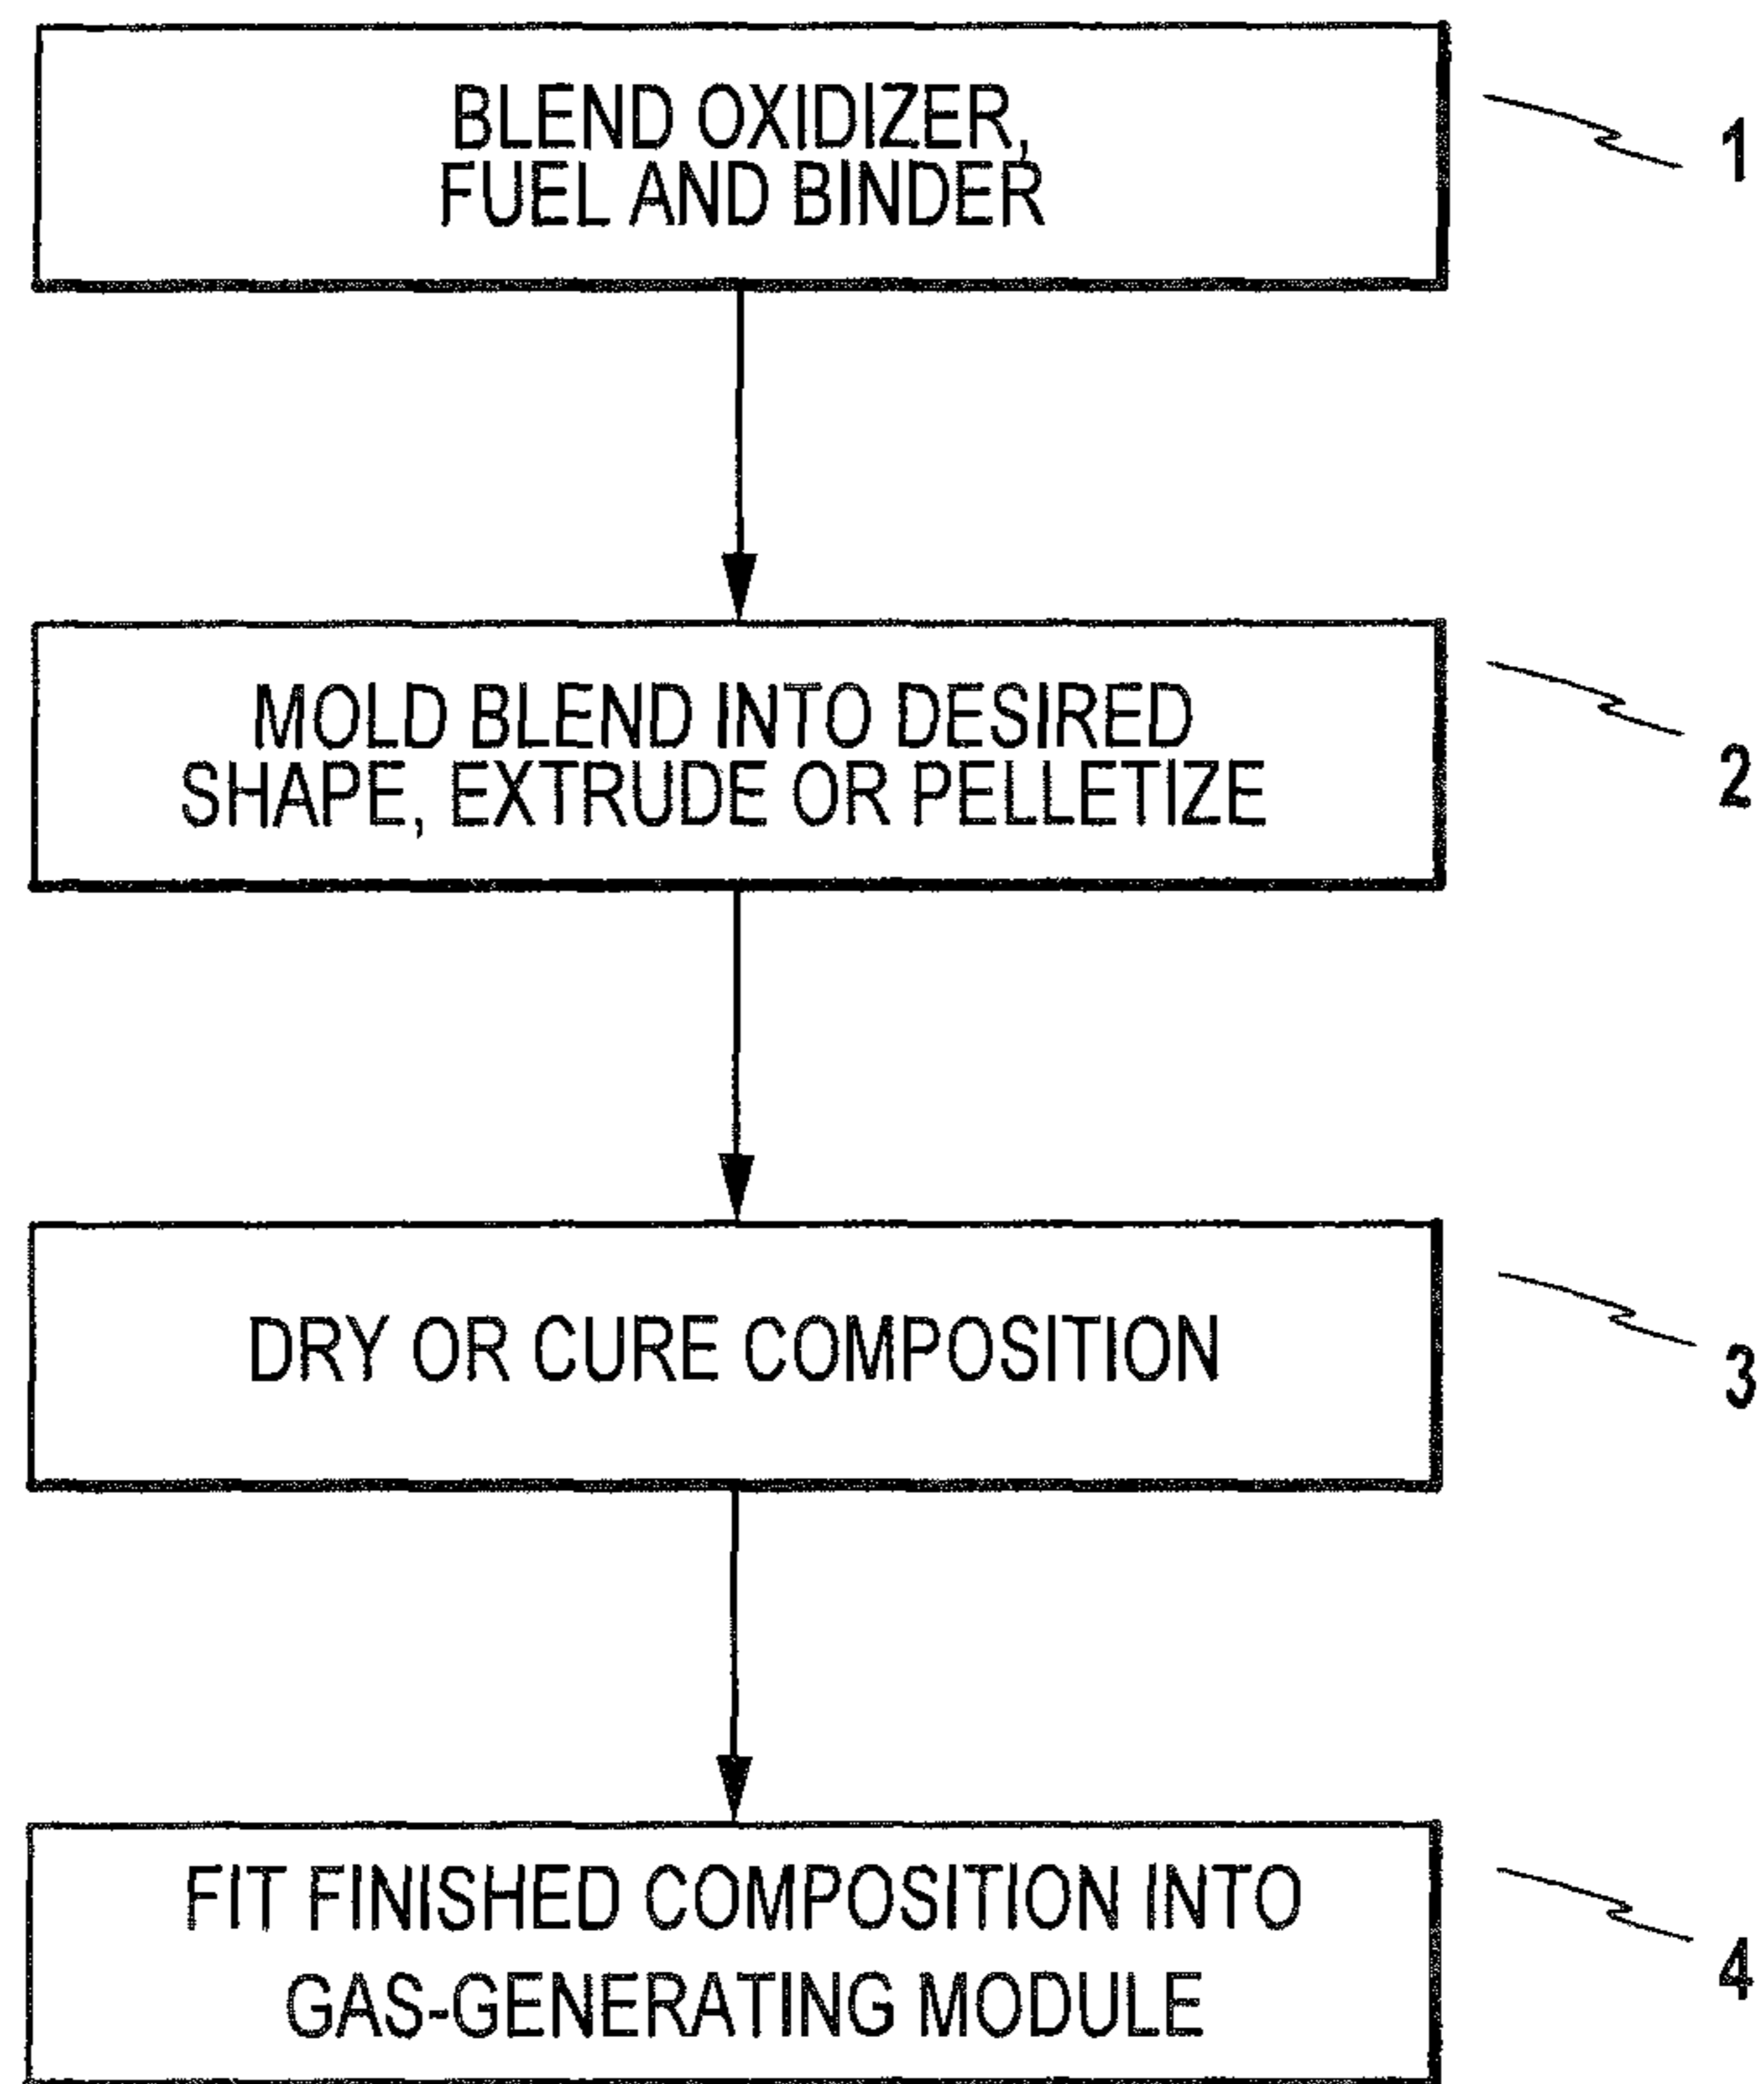 BLEND OXIDIZER,
FUEL AND BINDER
1
MOLD BLEND INTO DESIRED
SHAPE, EXTRUDE OR PELLETIZE
2
DRY OR CURE COMPOSITION
3
FIT FINISHED COMPOSITION INTO
GAS-GENERATING MODULE
4